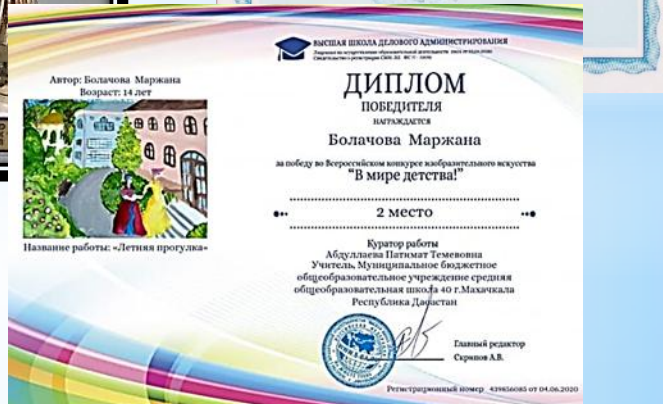 ВЫСШАЯ ШКОЛА ДЕЛОВОГО АДМИНИСТРИРОВАНИЯ
ДИПЛОМ
ПОБЕДИТЕЛЯ
НАГРАЖДАЕТСЯ
Болачова Маржана
за победу во Всероссийском конкурсе изобразительного искусства
"В мире детства!"
2 место
Куратор работы
Абдуллаева Патимат Темевовна
Учитель, Муниципальное бюджетное
общеобразовательное учреждение средняя
общеобразовательная школа 40 г.Махачкала
Республика Дагестан
Главный редактор
Скрипов А.В.
Регистрационный номер 439856085 от 04.06.2020
Автор: Болачова Маржана
Возраст: 14 лет
Название работы: «Летняя прогулка»